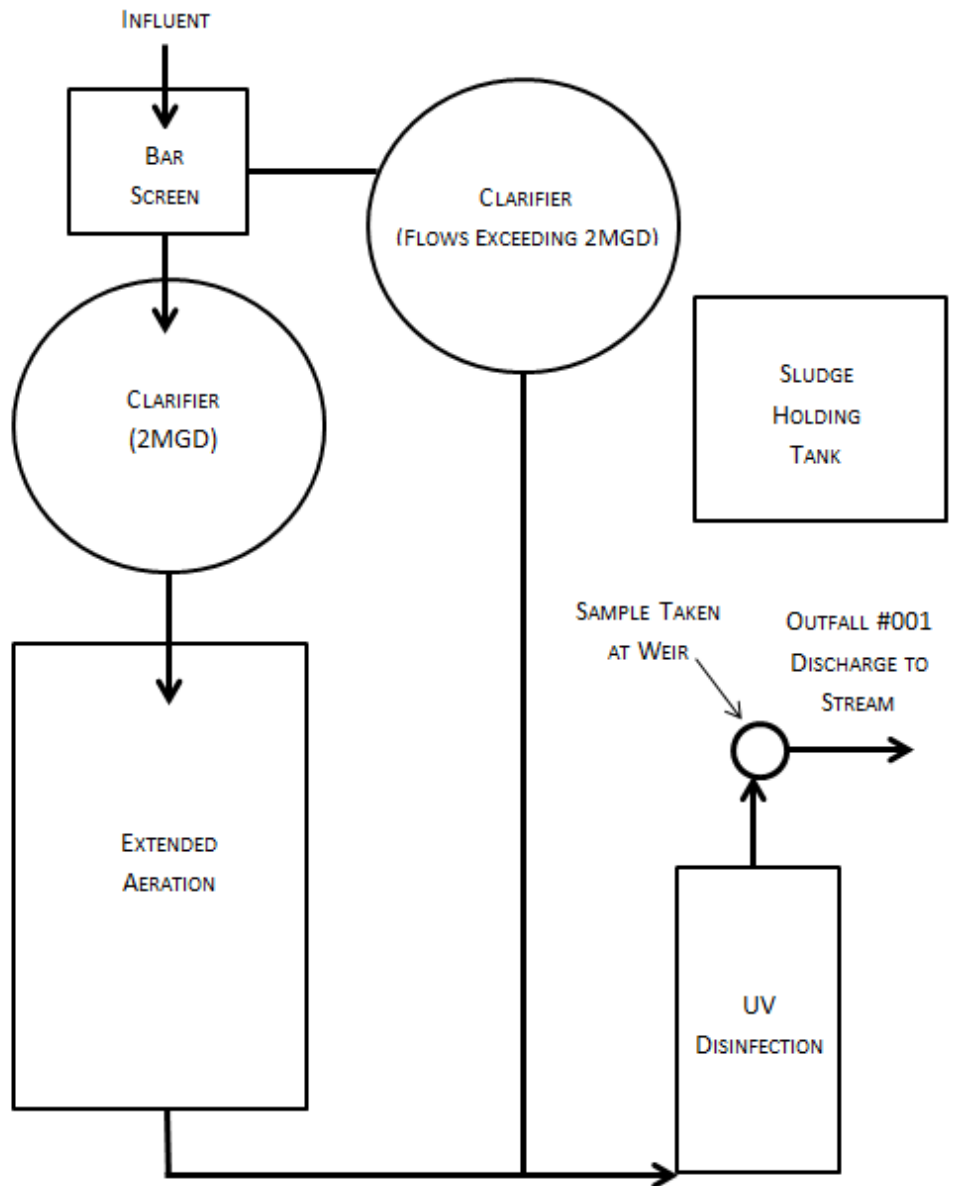 INFLUENT
BAR
SCREEN
CLARIFIER
(FLOWS EXCEEDING 2MGD)
CLARIFIER
(2MGD)
SLUDGE
HOLDING
TANK
SAMPLE TAKEN
AT WEIR
OUTFALL #001
DISCHARGE TO
STREAM
EXTENDED
AERATION
UV
DISINFECTION